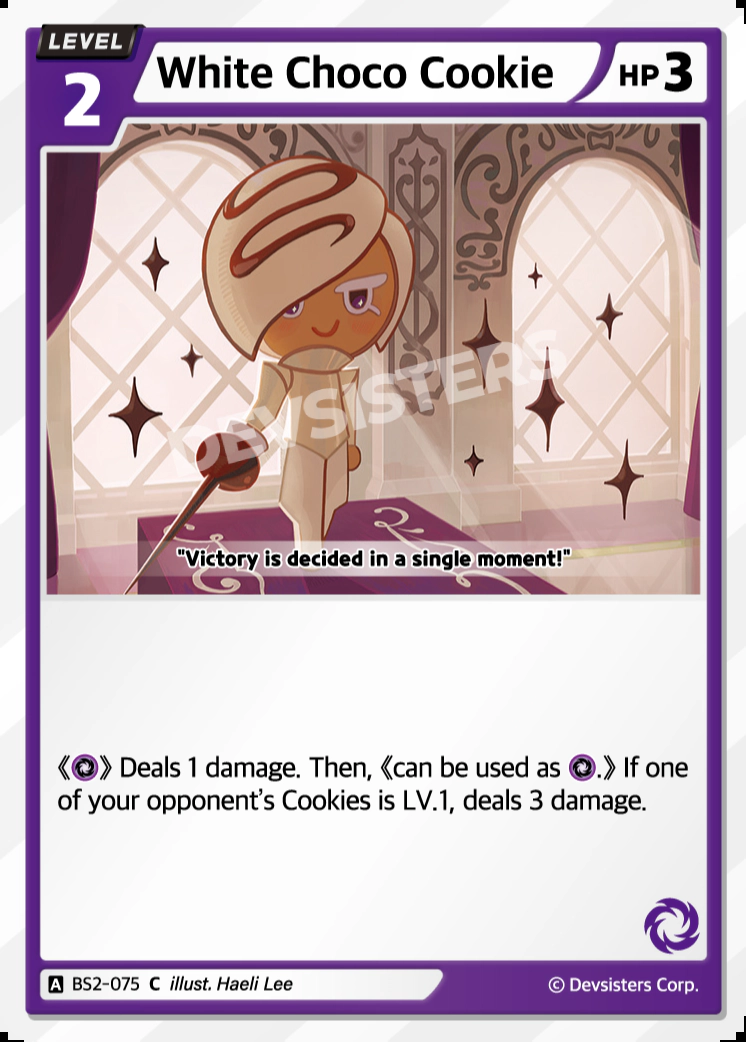 LEVEL
2
White Choco Cookie
HP 3
DEVSISTERS
"Victory is decided in a single moment!"
《》 Deals 1 damage. Then, 《can be used as .》 If one
of your opponent's Cookies is LV.1, deals 3 damage.
A BS2-075 C illust. Haeli Lee
© Devsisters Corp.